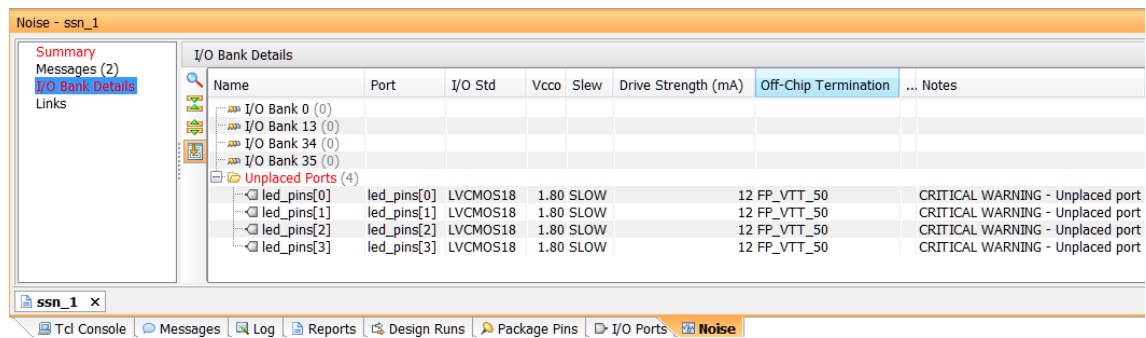 Noise - ssn_1
Summary
Messages (2)
I/O Bank Details
Links
I/O Bank Details
Name Port I/O Std Vcco Slew Drive Strength (mA) Off-Chip Termination ... Notes
I/O Bank 0 (0)
I/O Bank 13 (0)
I/O Bank 34 (0)
I/O Bank 35 (0)
Unplaced Ports (4)
led_pins[0] led_pins[0] LVCMOS18 1.80 SLOW 12 FP_VTT_50 CRITICAL WARNING - Unplaced port
led_pins[1] led_pins[1] LVCMOS18 1.80 SLOW 12 FP_VTT_50 CRITICAL WARNING - Unplaced port
led_pins[2] led_pins[2] LVCMOS18 1.80 SLOW 12 FP_VTT_50 CRITICAL WARNING - Unplaced port
led_pins[3] led_pins[3] LVCMOS18 1.80 SLOW 12 FP_VTT_50 CRITICAL WARNING - Unplaced port
ssn_1 ×
Tcl Console Messages Log Reports Design Runs Package Pins I/O Ports Noise